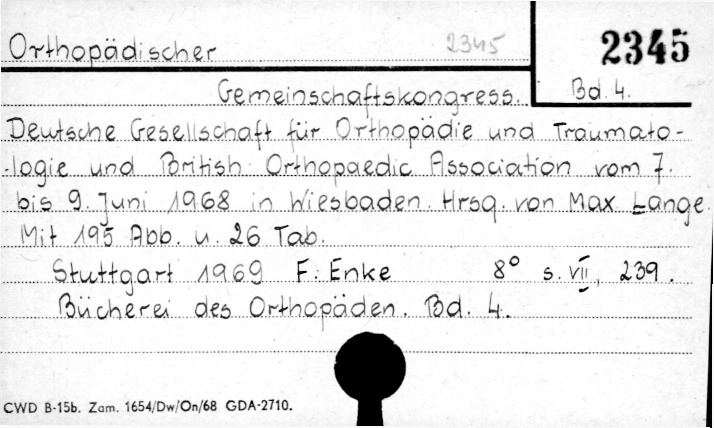 Orthopädischer 2345 2345
Gemeinschaftskongress. Bd. 4.
Deutsche Gesellschaft für Orthopädie und Traumato-
-logie und British Orthopaedic Association vom 7.
bis 9. Juni 1968 in Wiesbaden. Hrsg. von Max Lange.
Mit 195 Abb. u. 26 Tab.
Stuttgart 1969 F. Enke 8° s. VII, 239.
Bücherei des Orthopäden. Bd. 4.
CWD B-15b. Zam. 1654/Dw/On/68 GDA-2710.